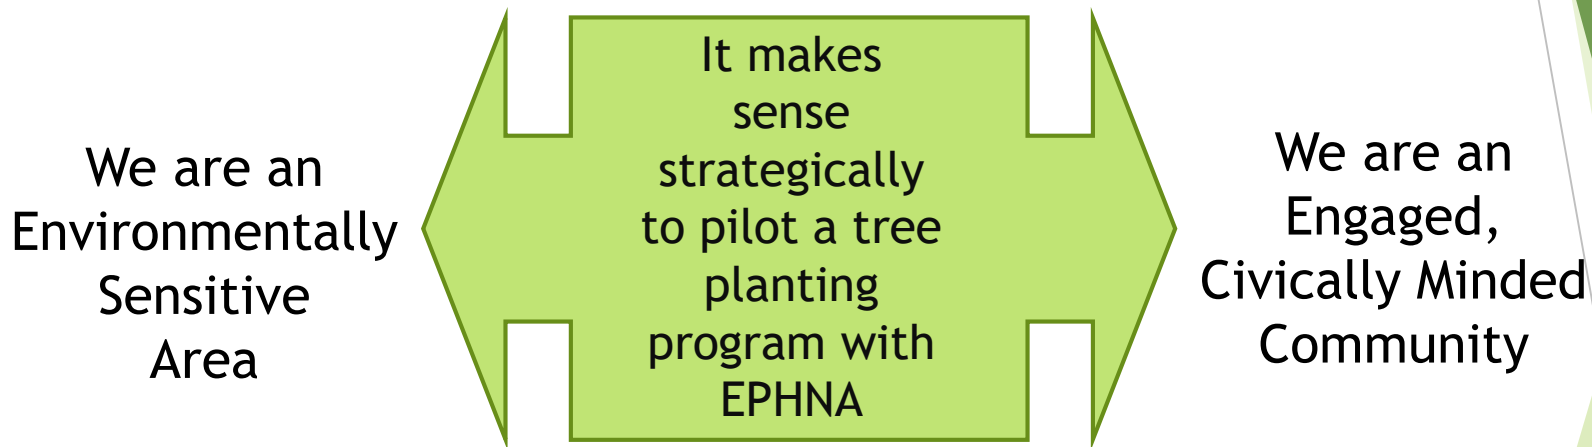 We are an
Environmentally
Sensitive
Area
It makes
sense
strategically
to pilot a tree
planting
program with
EPHNA
We are an
Engaged,
Civically Minded
Community